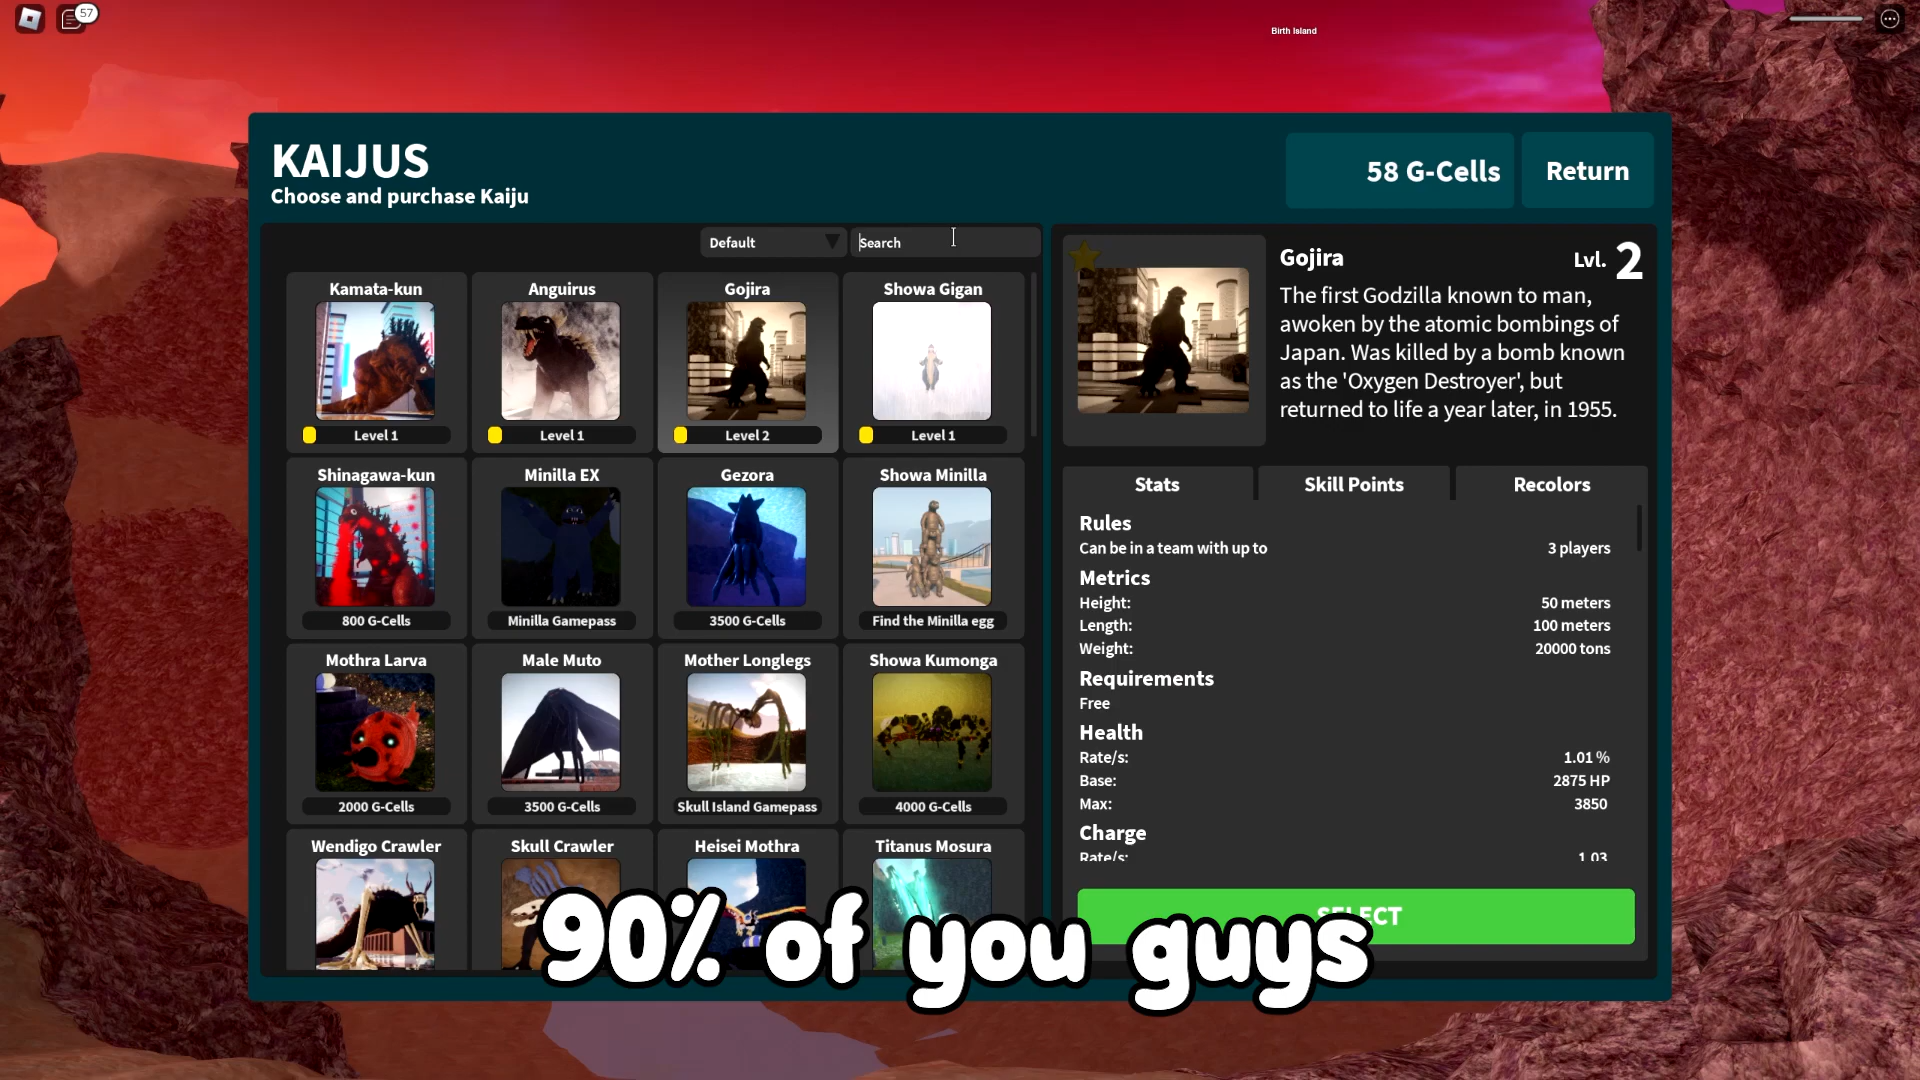 57
Birth Island
KAIJUS
Choose and purchase Kaiju
58 G-Cells
Return
Default
Search
Kamata-kun
Anguirus
Gojira
Showa Gigan
Level 1
Level 1
Level 2
Level 1
Shinagawa-kun
Minilla EX
Gezora
Showa Minilla
800 G-Cells
Minilla Gamepass
3500 G-Cells
Find the Minilla egg
Mothra Larva
Male Muto
Mother Longlegs
Showa Kumonga
2000 G-Cells
3500 G-Cells
Skull Island Gamepass
4000 G-Cells
Wendigo Crawler
Skull Crawler
Heisei Mothra
Titanus Mosura
Gojira
Lvl. 2
The first Godzilla known to man,
awoken by the atomic bombings of
Japan. Was killed by a bomb known
as the 'Oxygen Destroyer', but
returned to life a year later, in 1955.
Stats
Skill Points
Recolors
Rules
Can be in a team with up to 3 players
Metrics
Height: 50 meters
Length: 100 meters
Weight: 20000 tons
Requirements
Free
Health
Rate/s: 1.01 %
Base: 2875 HP
Max: 3850
Charge
Rate/s: 1.03
SELECT
90% of you guys